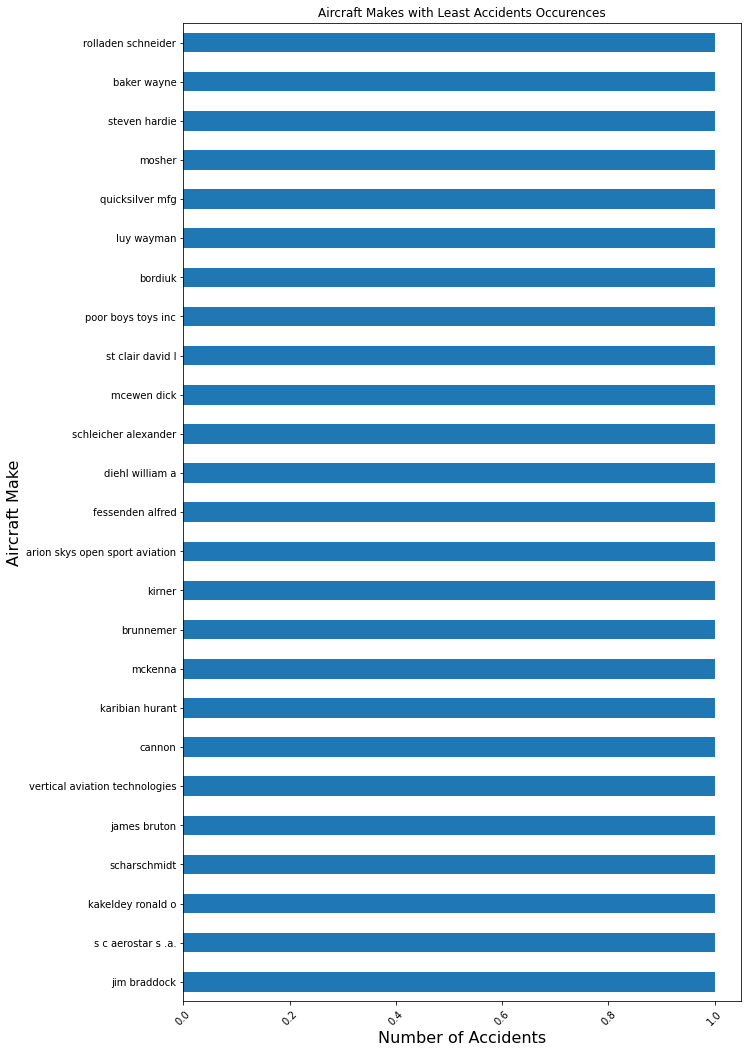 Aircraft Makes with Least Accidents Occurences
rolladen schneider
baker wayne
steven hardie
mosher
quicksilver mfg
luy wayman
bordiuk
poor boys toys inc
st clair david l
mcewen dick
schleicher alexander
diehl william a
fessenden alfred
arion skys open sport aviation
kirner
brunnemer
mckenna
karibian hurant
cannon
vertical aviation technologies
james bruton
scharschmidt
kakeldey ronald o
s c aerostar s .a.
jim braddock
Aircraft Make
0.0
0.2
0.4
0.6
0.8
1.0
Number of Accidents